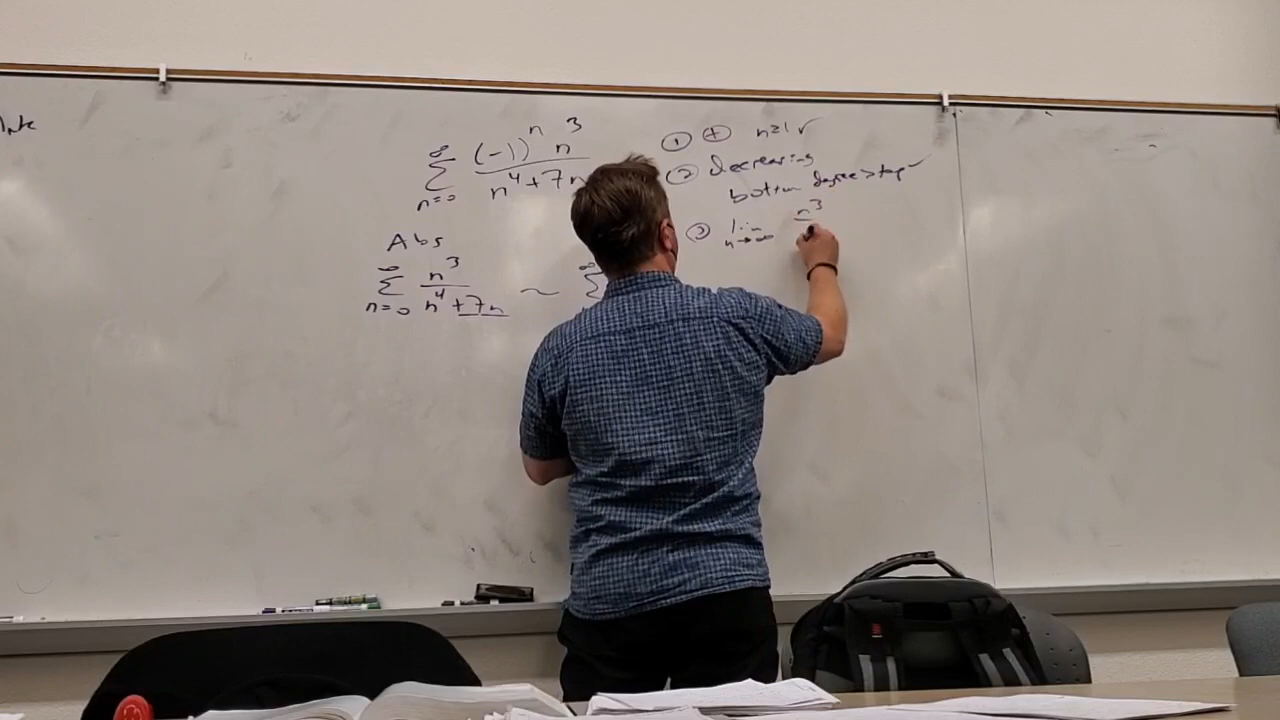 ∞ Σ n=0 (-1)^n n^3 / n^4+7n
Abs
∞ Σ n=0 n^3 / n^4+7n ~ ∞ Σ
① ⊕ n≥1 ✓
② decreasing
bottom degree > top ✓
③ lim n→∞ n^3